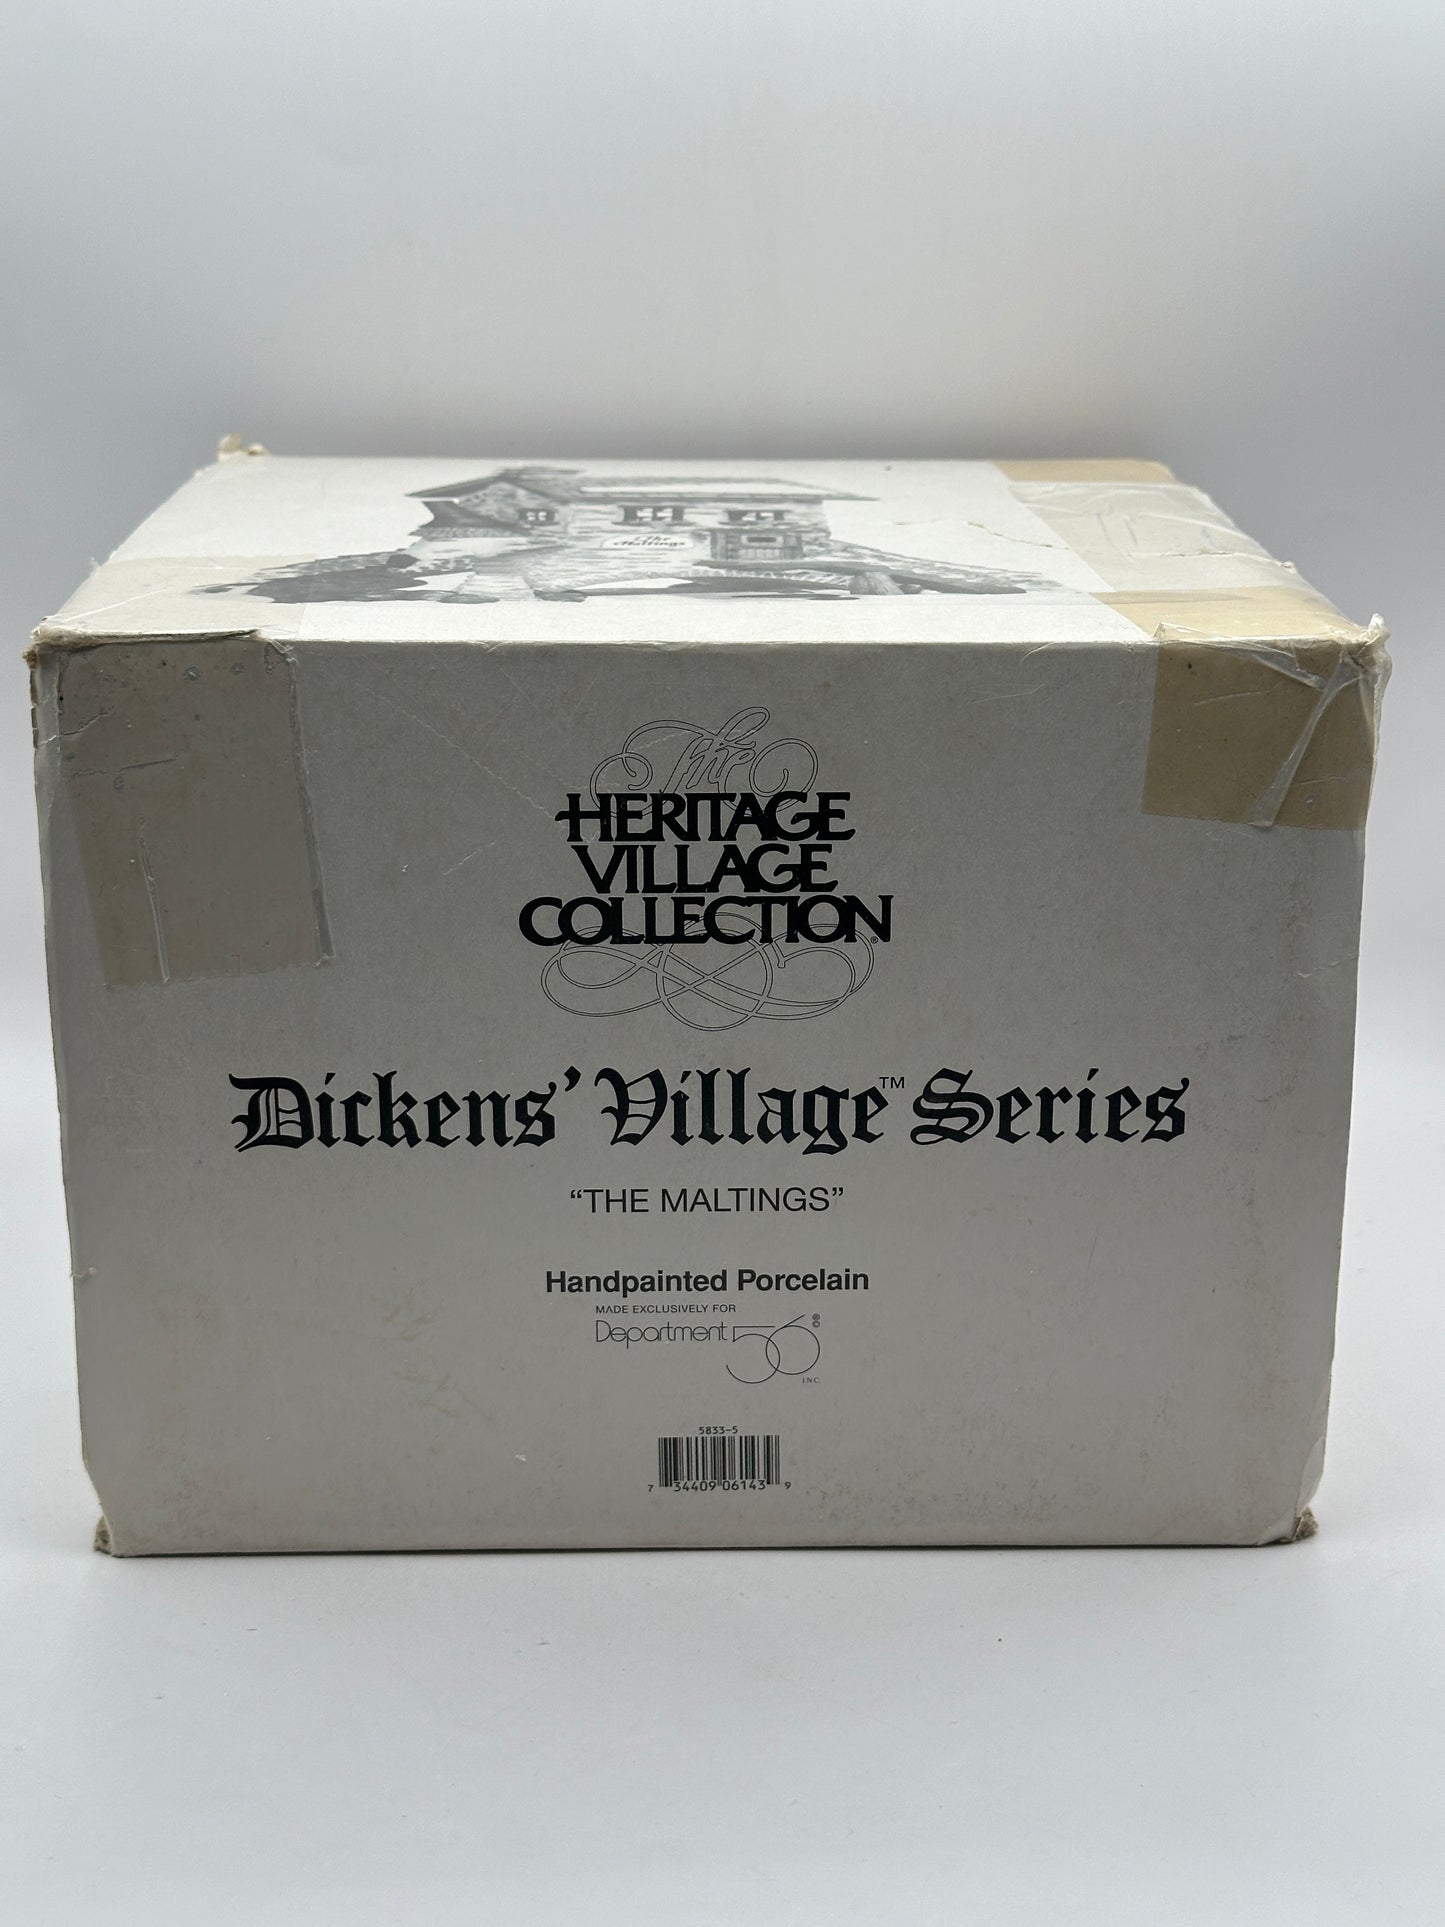 The Maltings
The
HERITAGE
VILLAGE
COLLECTION®
Dickens' Village™ Series
“THE MALTINGS”
Handpainted Porcelain
MADE EXCLUSIVELY FOR
Department 56 ®©
INC.
5833-5
7 34409 06143 9